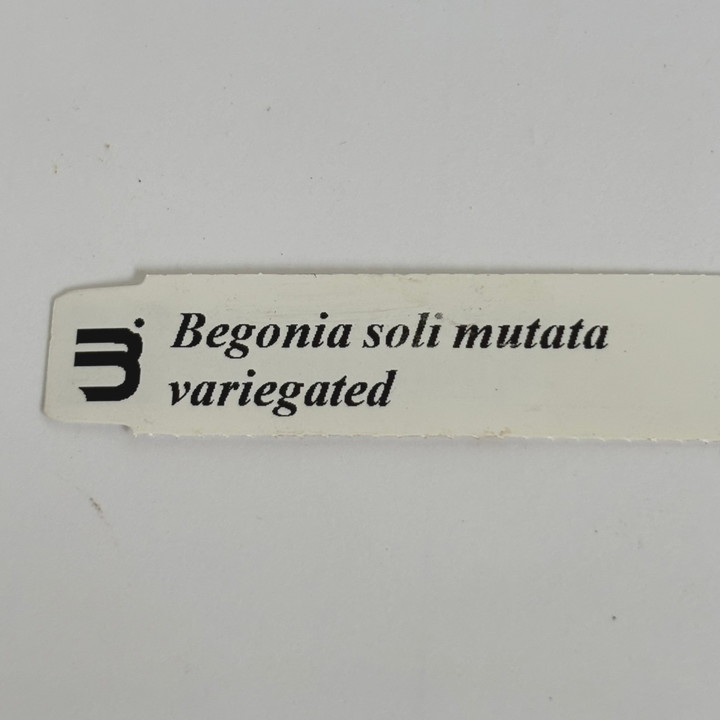 Begonia soli mutata
variegated